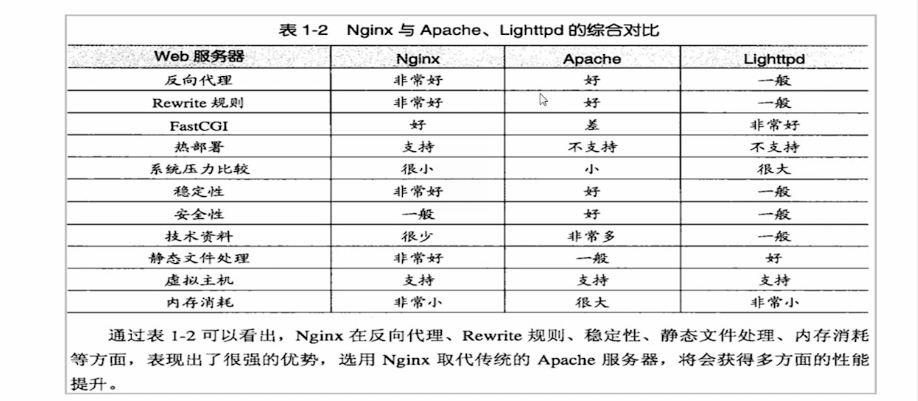 表 1-2 Nginx 与 Apache、Lighttpd 的综合对比
Web 服务器 Nginx Apache Lighttpd
反向代理 非常好 好 一般
Rewrite 规则 非常好 好 一般
FastCGI 好 差 非常好
热部署 支持 不支持 不支持
系统压力比较 很小 小 很大
稳定性 非常好 好 一般
安全性 一般 好 一般
技术资料 很少 非常多 一般
静态文件处理 非常好 一般 好
虚拟主机 支持 支持 支持
内存消耗 非常小 很大 非常小
通过表 1-2 可以看出，Nginx 在反向代理、Rewrite 规则、稳定性、静态文件处理、内存消耗
等方面，表现出了很强的优势，选用 Nginx 取代传统的 Apache 服务器，将会获得多方面的性能
提升。